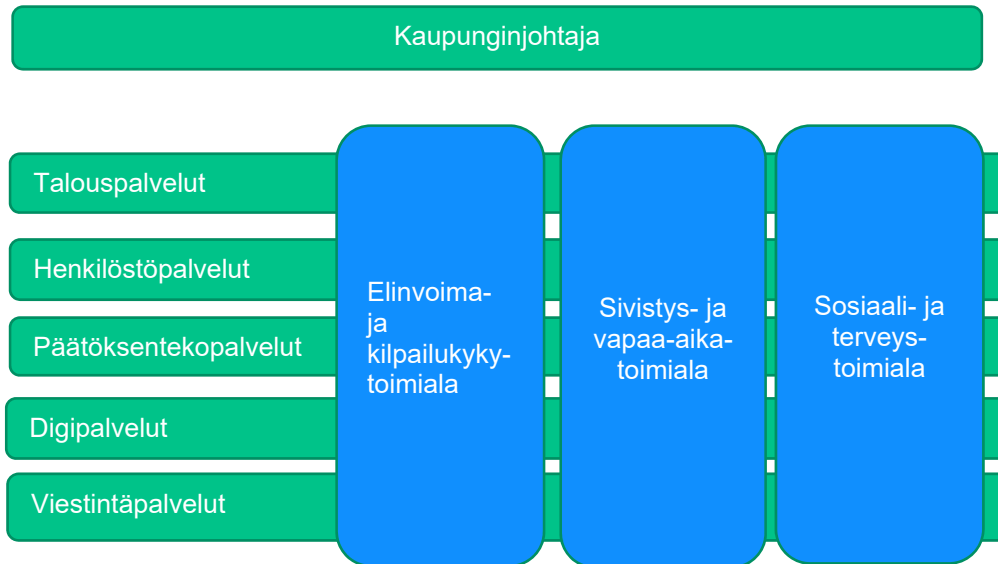 Kaupunginjohtaja
Talouspalvelut
Henkilöstöpalvelut
Päätöksentekopalvelut
Digipalvelut
Viestintäpalvelut
Elinvoima-
ja
kilpailukyky-
toimiala
Sivistys- ja
vapaa-aika-
toimiala
Sosiaali- ja
terveys-
toimiala